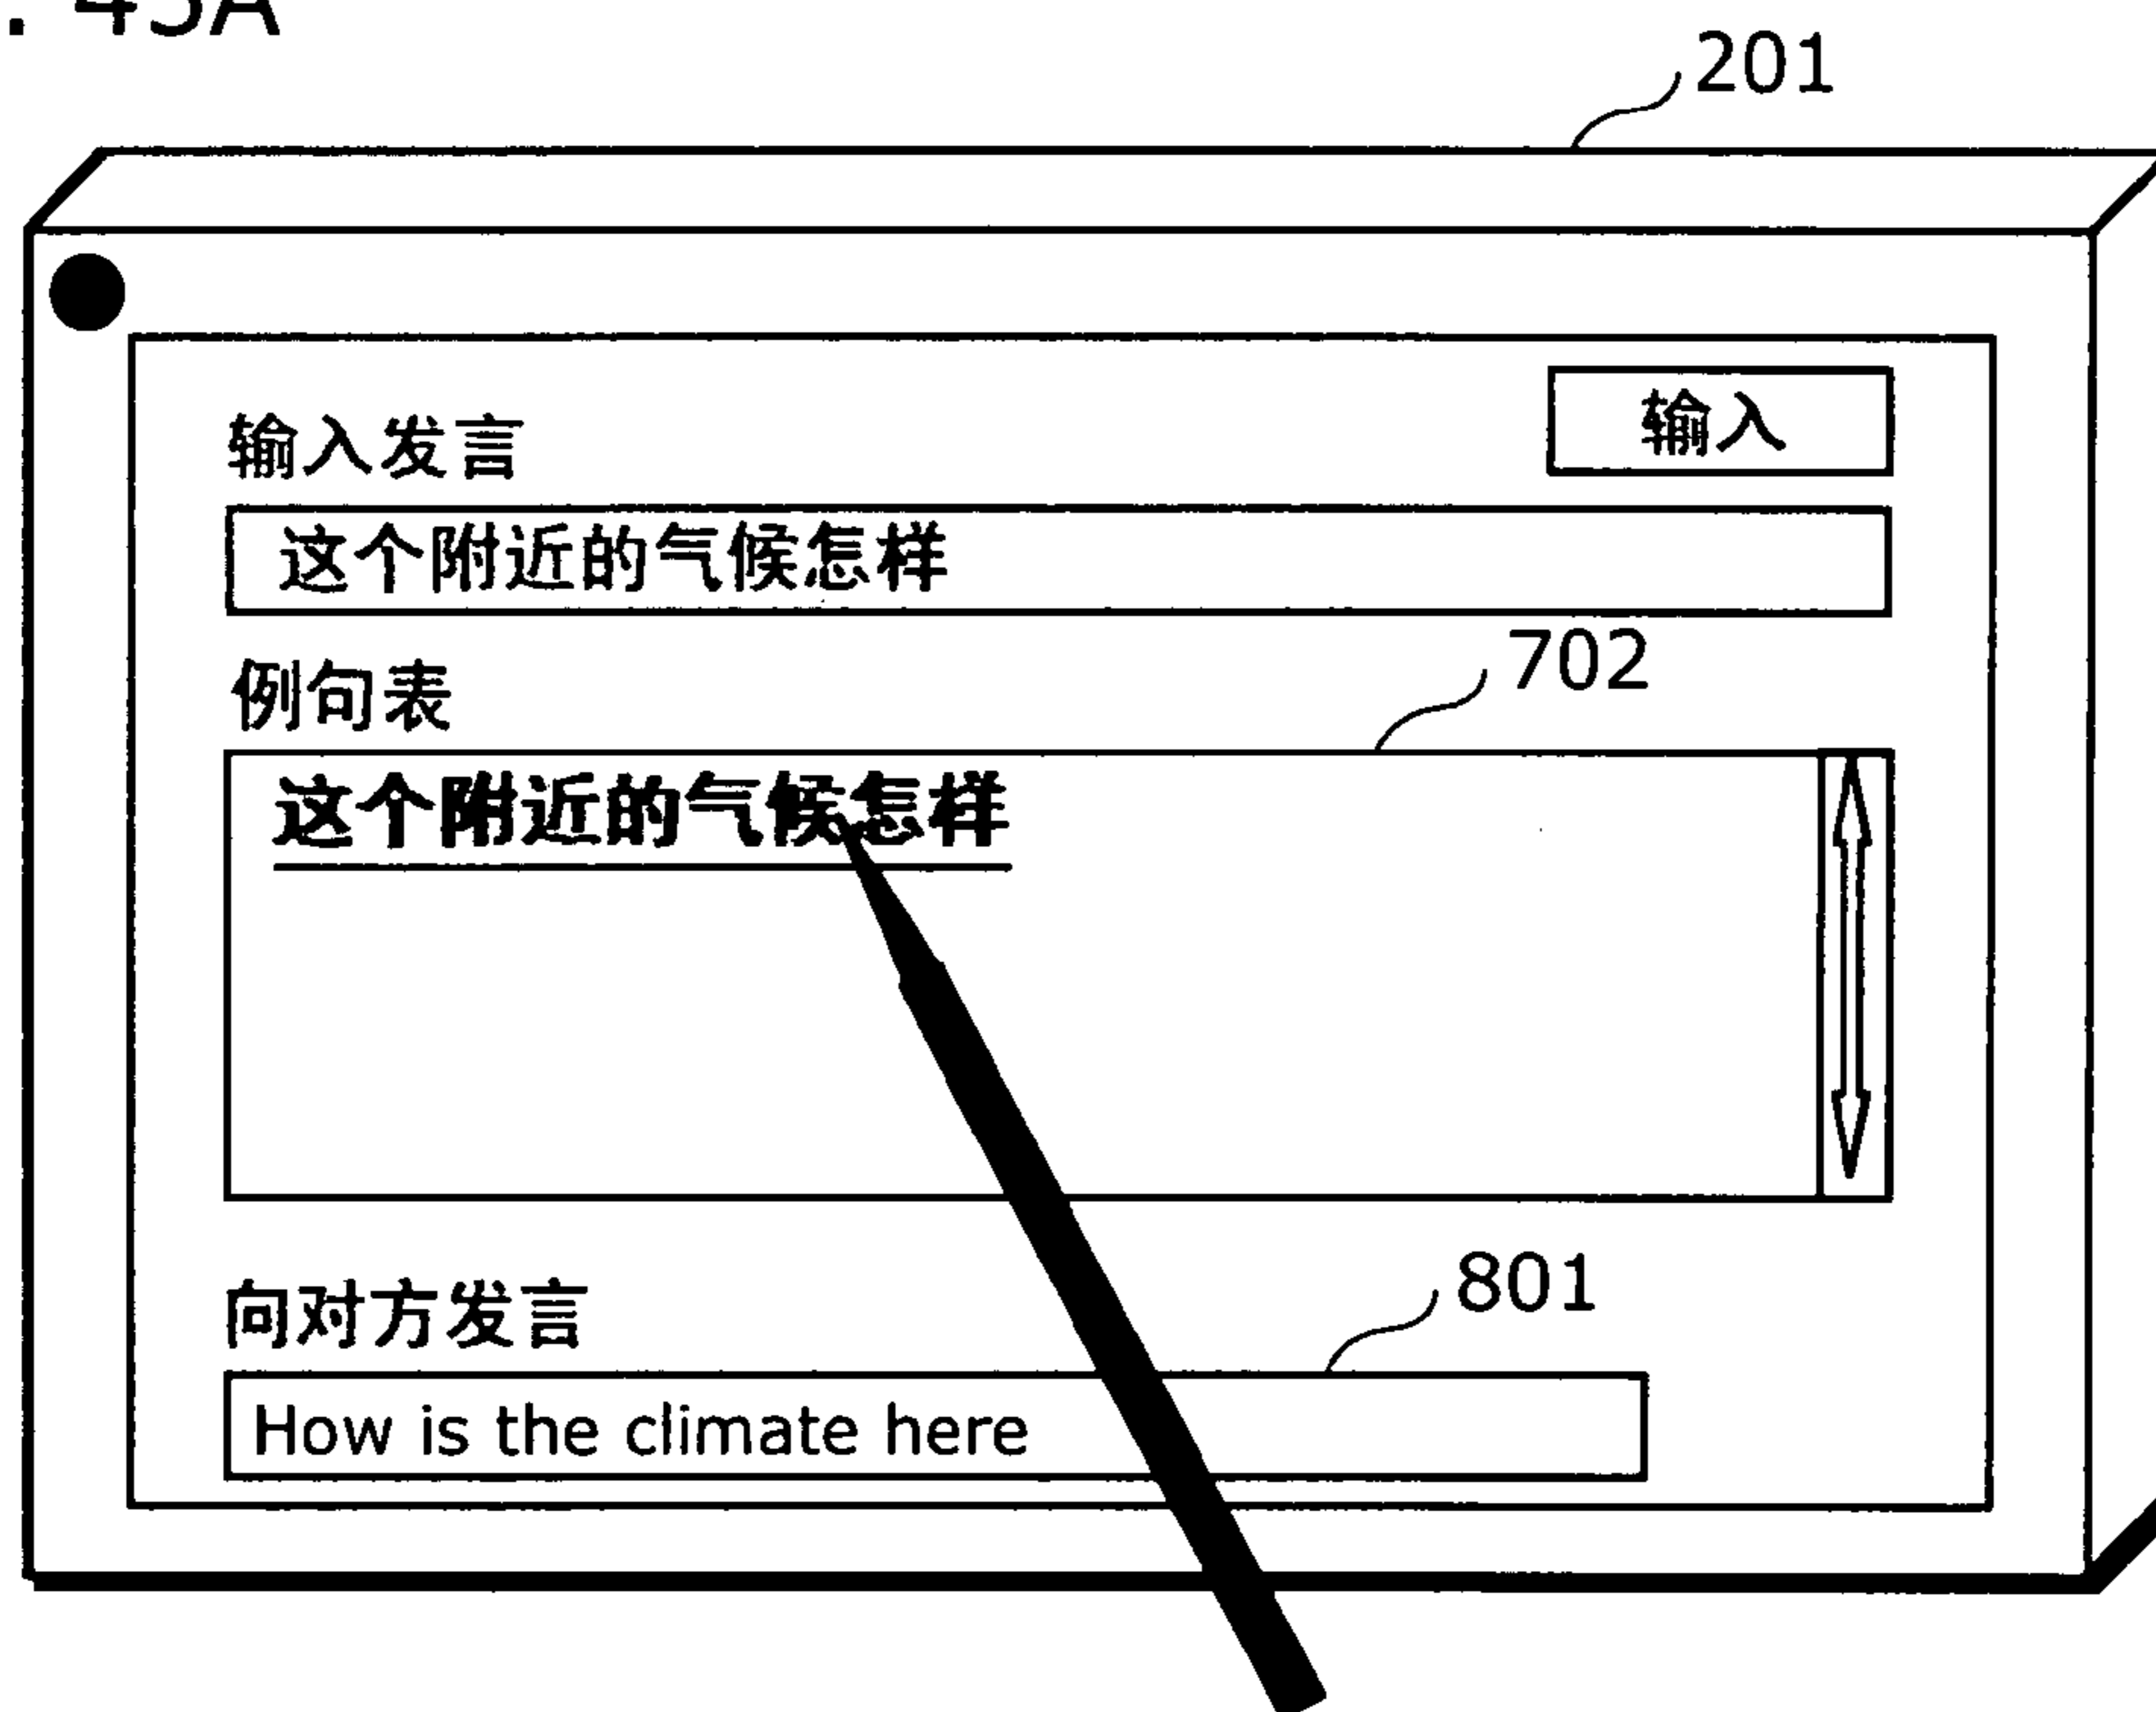 . 45A
201
输入
输入发言
这个附近的气候怎样
702
例句表
这个附近的气候怎样
801
向对方发言
How is the climate here